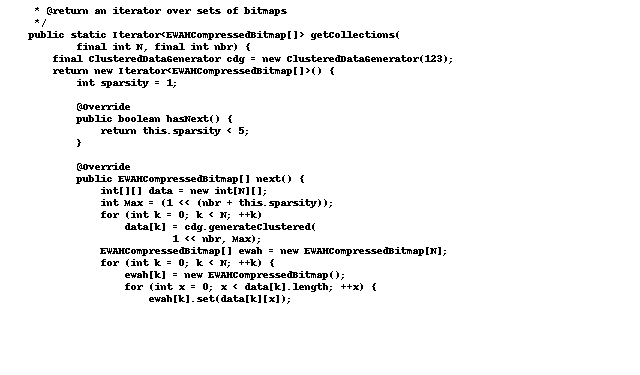 * @return an iterator over sets of bitmaps
*/
public static Iterator<EWAHCompressedBitmap[]> getCollections(
final int N, final int nbr) {
final ClusteredDataGenerator cdg = new ClusteredDataGenerator(123);
return new Iterator<EWAHCompressedBitmap[]>() {
int sparsity = 1;
@Override
public boolean hasNext() {
return this.sparsity < 5;
}
@Override
public EWAHCompressedBitmap[] next() {
int[][] data = new int[N][];
int Max = (1 << (nbr + this.sparsity));
for (int k = 0; k < N; ++k)
data[k] = cdg.generateClustered(
1 << nbr, Max);
EWAHCompressedBitmap[] ewah = new EWAHCompressedBitmap[N];
for (int k = 0; k < N; ++k) {
ewah[k] = new EWAHCompressedBitmap();
for (int x = 0; x < data[k].length; ++x) {
ewah[k].set(data[k][x]);